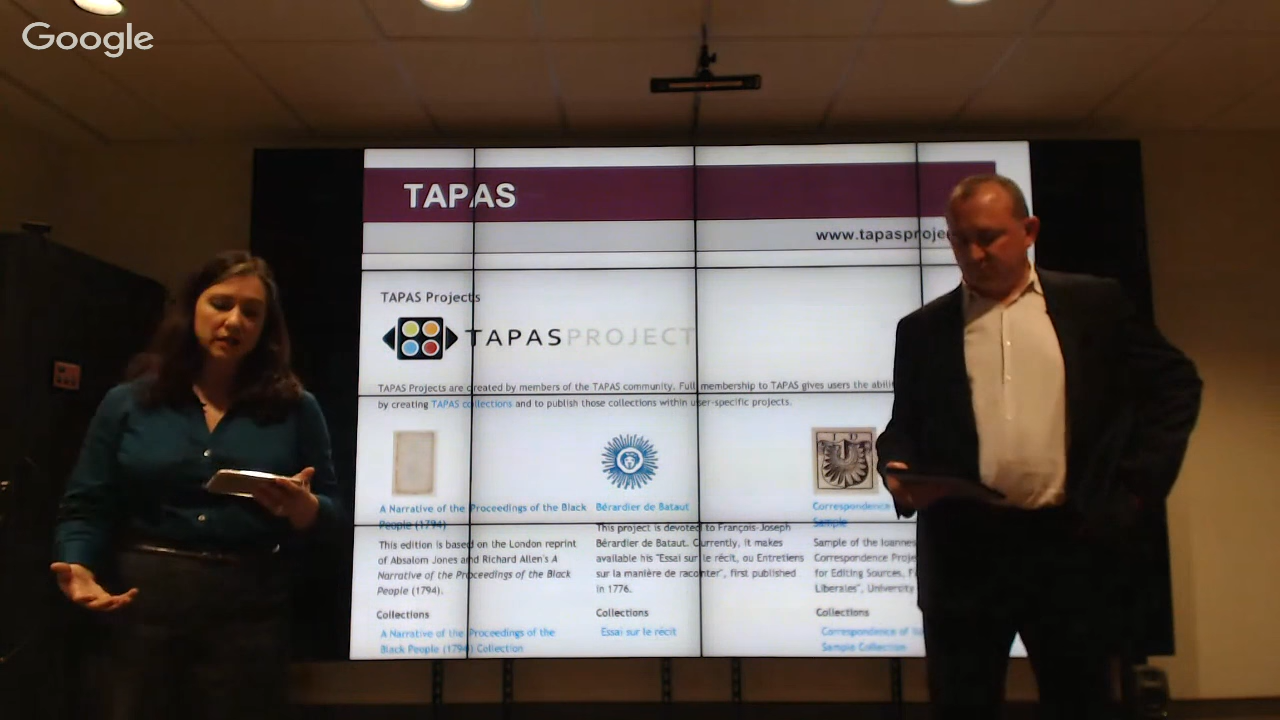 Google
TAPAS
www.tapasproje
TAPAS Projects
TAPASPROJECT
TAPAS Projects are created by members of the TAPAS community. Full membership to TAPAS gives users the abili
by creating TAPAS collections and to publish those collections within user-specific projects.
A Narrative of the Proceedings of the Black
People (1794)
This edition is based on the London reprint
of Absalom Jones and Richard Allen's A
Narrative of the Proceedings of the Black
People (1794).
Collections
A Narrative of the Proceedings of the
Black People (1794) Collection
Bérardier de Bataut
This project is devoted to François-Joseph
Bérardier de Bataut. Currently, it makes
available his "Essai sur le récit, ou Entretiens
sur la manière de raconter", first published
in 1776.
Collections
Essai sur le récit
Correspondence
Sample
Sample of the Ioannes
Correspondence Proje
for Editing Sources,
Liberales", University
Collections
Correspondence of
Sample Collection